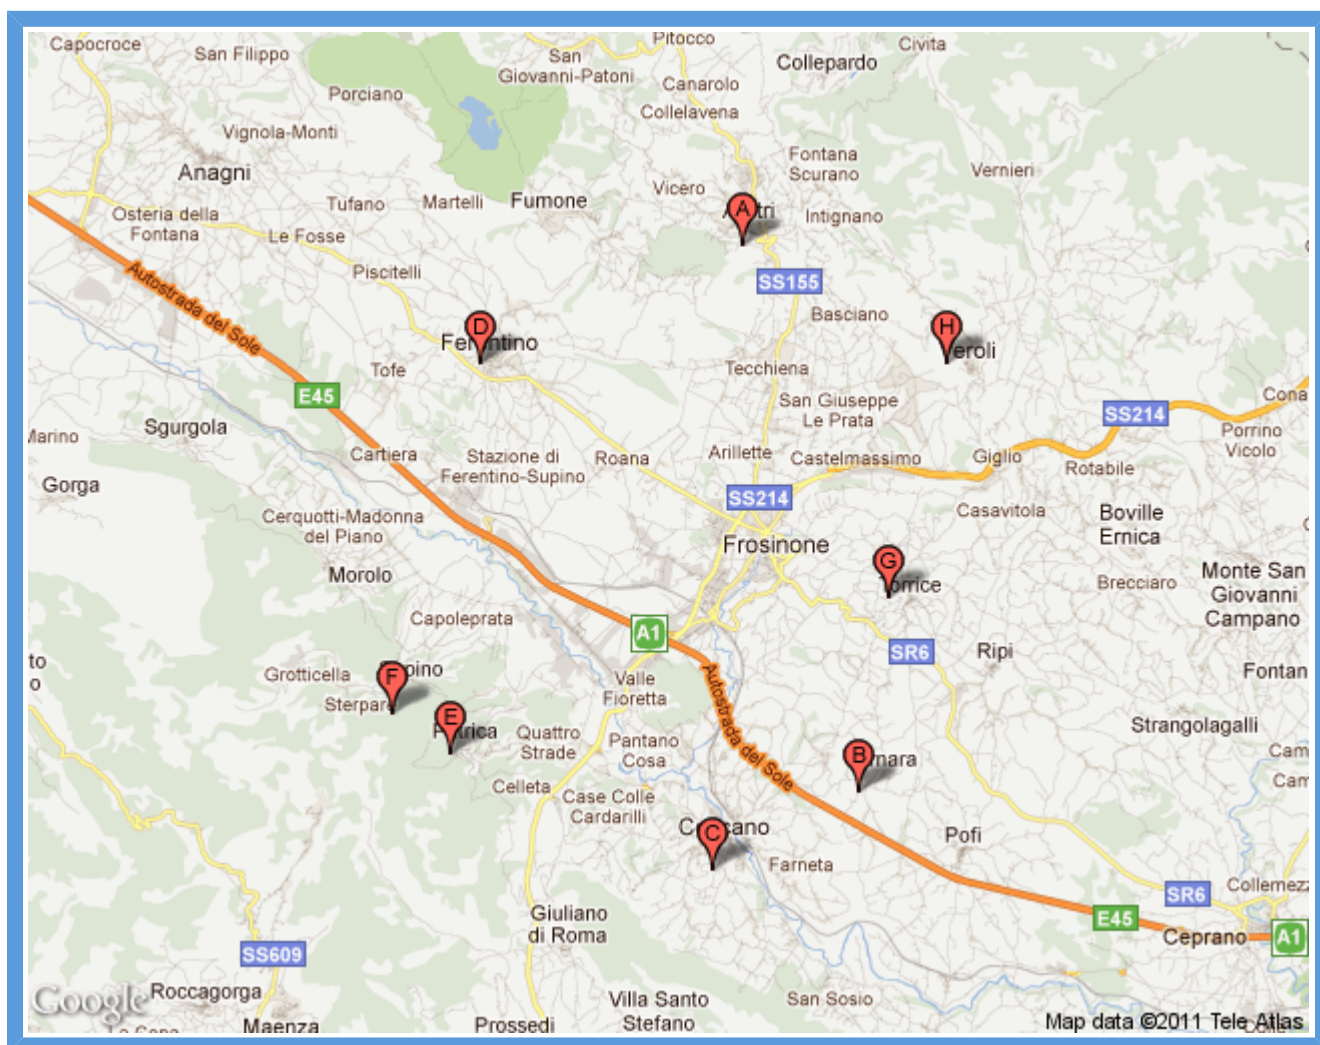 Capocroce
San Filippo
San
Giovanni-Patoni
Pitocco
Civita
Collepardo
Canarolo
Collelavena
Porciano
Vignola-Monti
Anagni
Fontana
Scurano
Vernieri
Vicero
Fumone
Martelli
Tufano
Osteria della
Fontana
Le Fosse
A
Intignano
Piscitelli
SS155
Autostrada del Sole
Basciano
D
H
Tofe
Tecchiena
E45
San Giuseppe
Le Prata
SS214
Sgurgola
Porrino
Vicolo
Cartiera
Stazione di
Ferentino-Supino
Roana
Arillette
Castelmassimo
Giglio
Rotabile
Gorga
SS214
Casavitola
Boville
Ernica
Cerquotti-Madonna
del Piano
Frosinone
Morolo
G
Brecciaro
Monte San
Giovanni
Campano
Capoleprata
A1
SR6
Ripi
Grotticella
F
Valle
Fioretta
Strangolagalli
E
Quattro
Strade
Pantano
Cosa
Autostrada del Sole
B
Celleta
Case Colle
Cardarilli
C
Pofi
Farneta
SR6
E45
Ceprano
A1
Giuliano
di Roma
SS609
Google
Roccagorga
Villa Santo
Stefano
San Sosio
Maenza
Prossedi
Map data ©2011 Tele Atlas